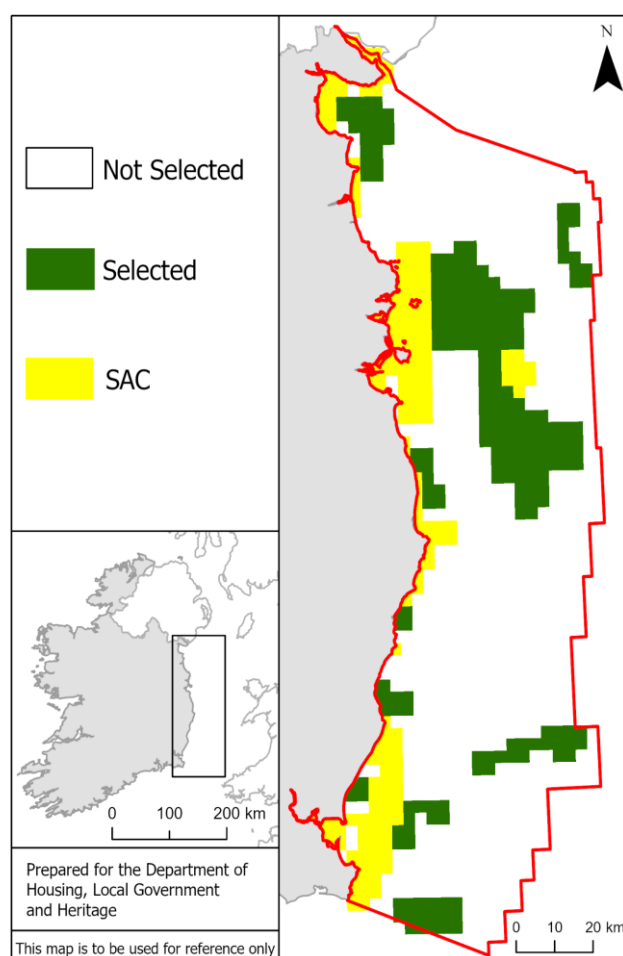 Not Selected
Selected
SAC
N
0 100 200 km
Prepared for the Department of
Housing, Local Government
and Heritage
This map is to be used for reference only
0 10 20 km